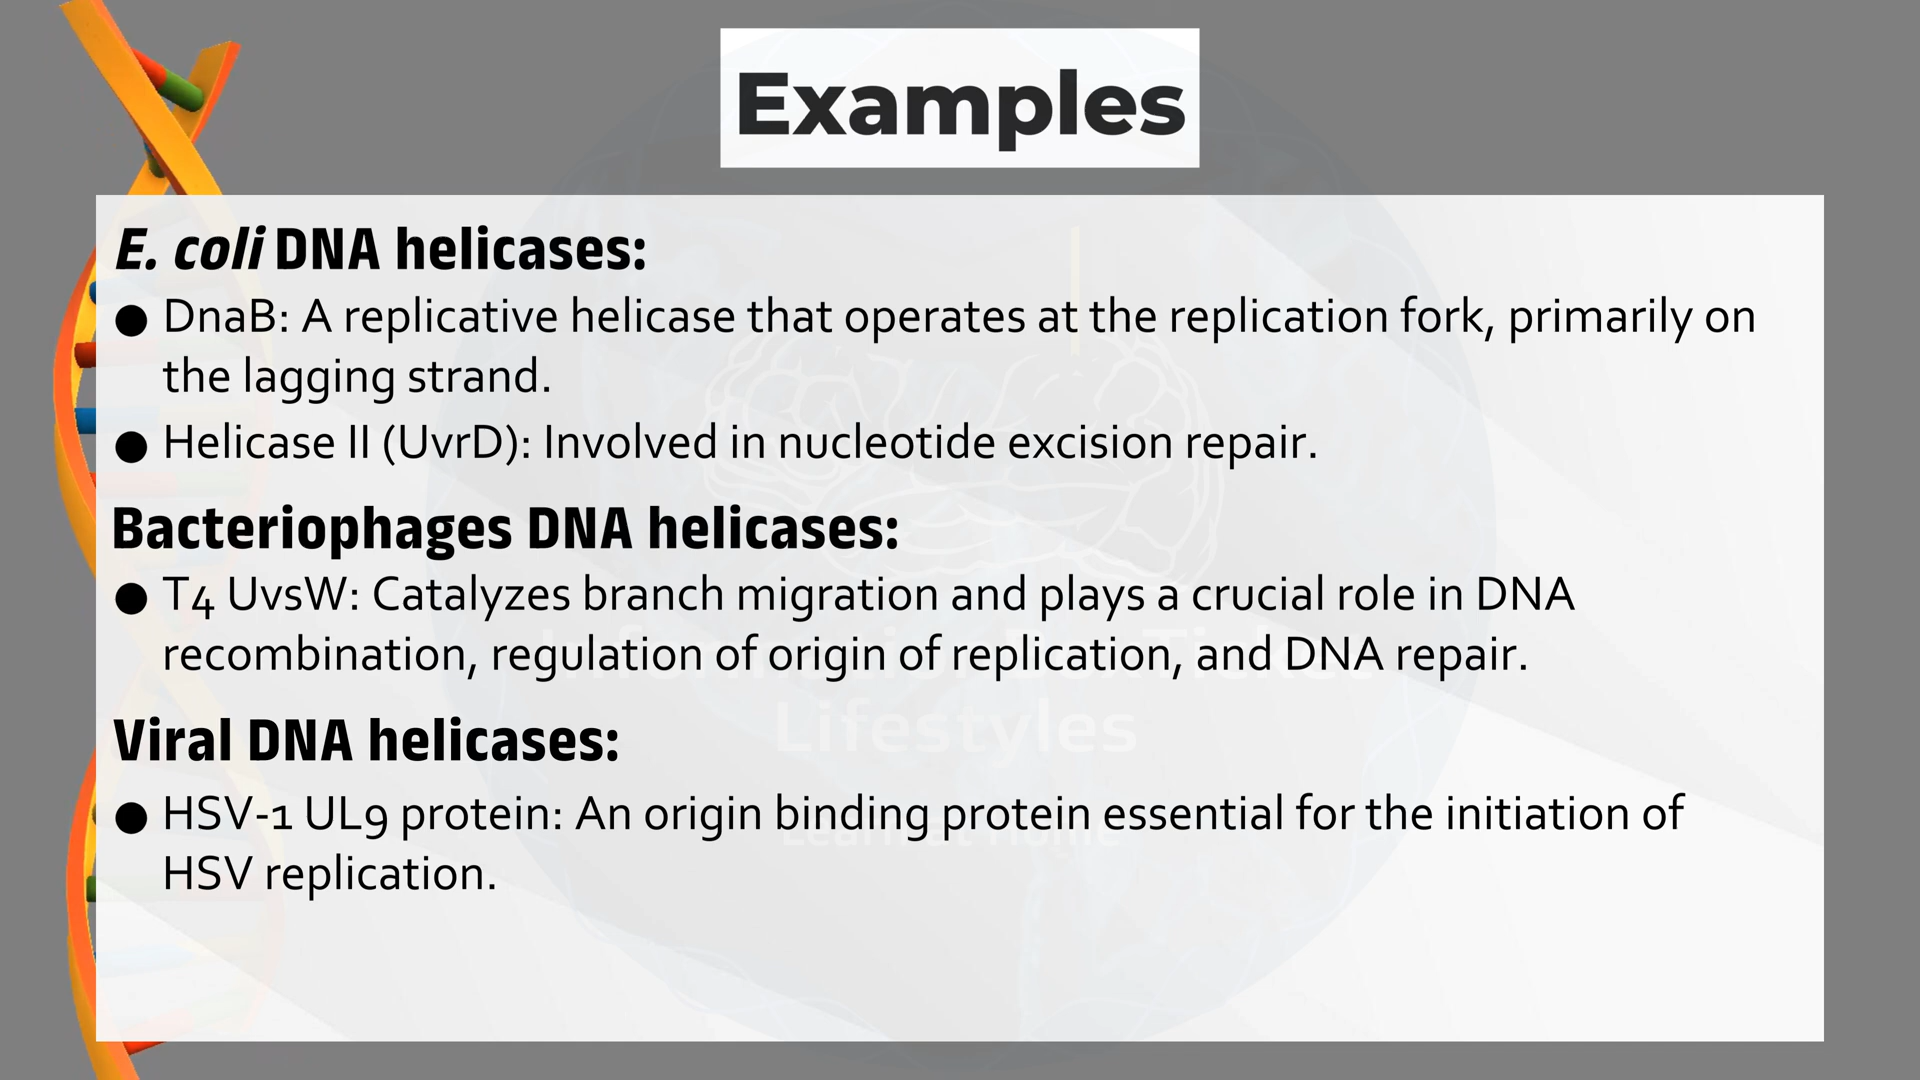 Examples
E. coli DNA helicases:
● DnaB: A replicative helicase that operates at the replication fork, primarily on
the lagging strand.
● Helicase II (UvrD): Involved in nucleotide excision repair.
Bacteriophages DNA helicases:
● T4 UvsW: Catalyzes branch migration and plays a crucial role in DNA
recombination, regulation of origin of replication, and DNA repair.
Lifestyles
Viral DNA helicases:
● HSV-1 UL9 protein: An origin binding protein essential for the initiation of
HSV replication.